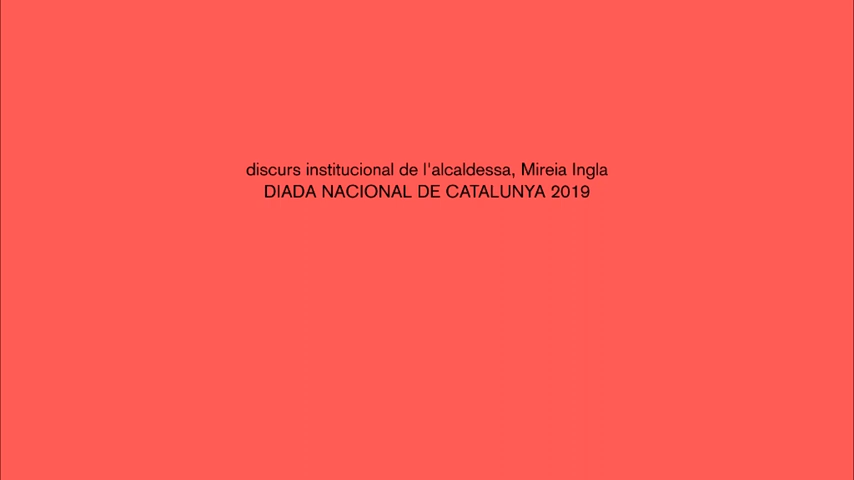 discurs institucional de l'alcaldessa, Mireia Ingla
DIADA NACIONAL DE CATALUNYA 2019